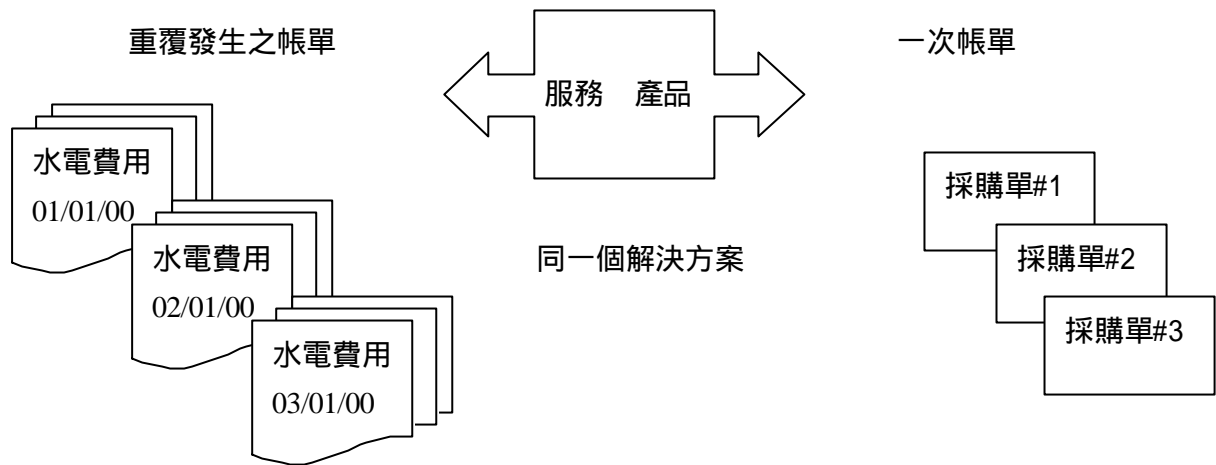 重覆發生之帳單
服務 產品
一次帳單
水電費用
01/01/00
水電費用
02/01/00
水電費用
03/01/00
同一個解決方案
採購單#1
採購單#2
採購單#3